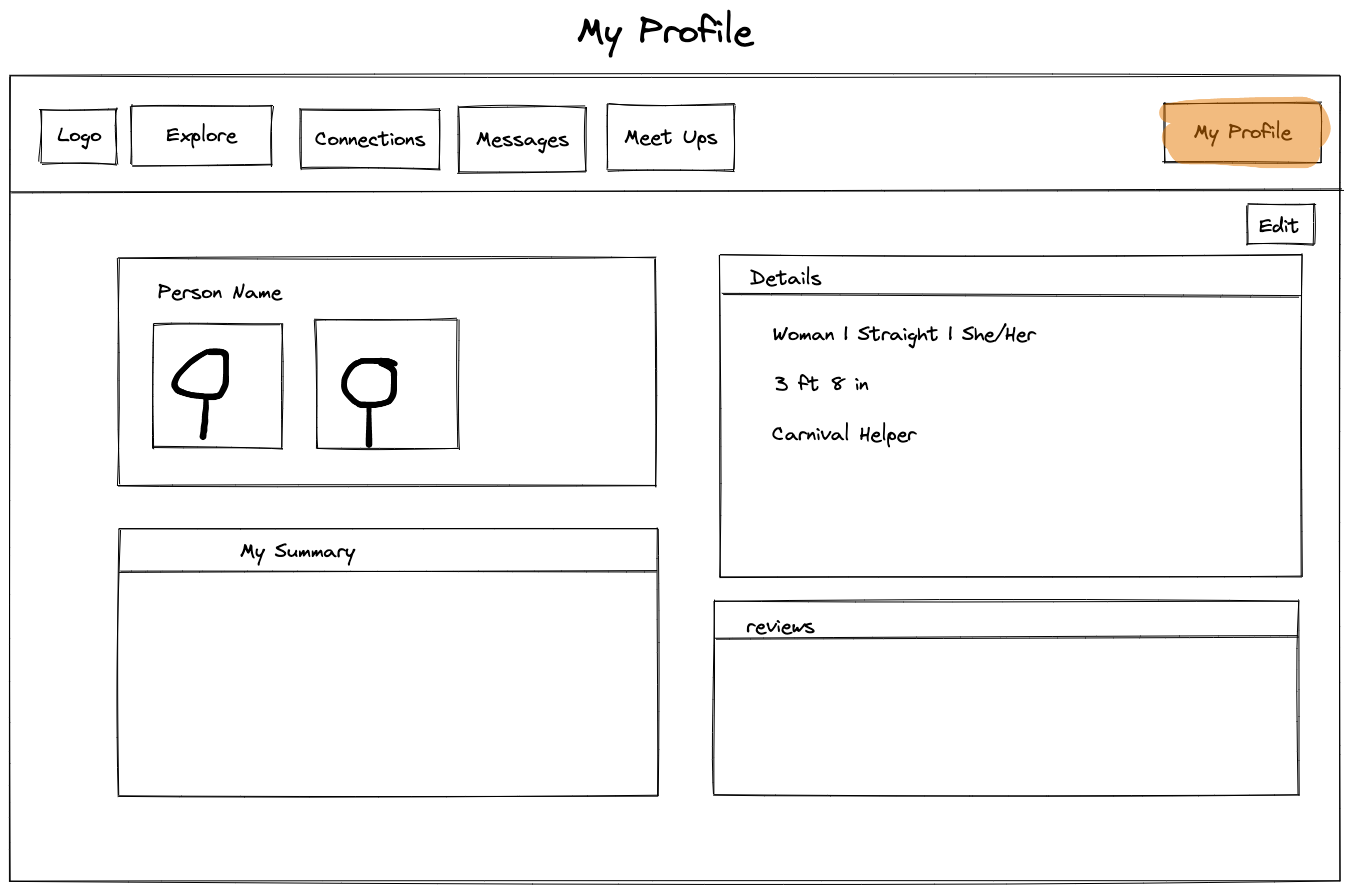 My Profile
Logo
Explore
Connections
Messages
Meet Ups
My Profile
Edit
Person Name
Details
Woman | Straight | She/Her
3 ft 8 in
Carnival Helper
My Summary
reviews